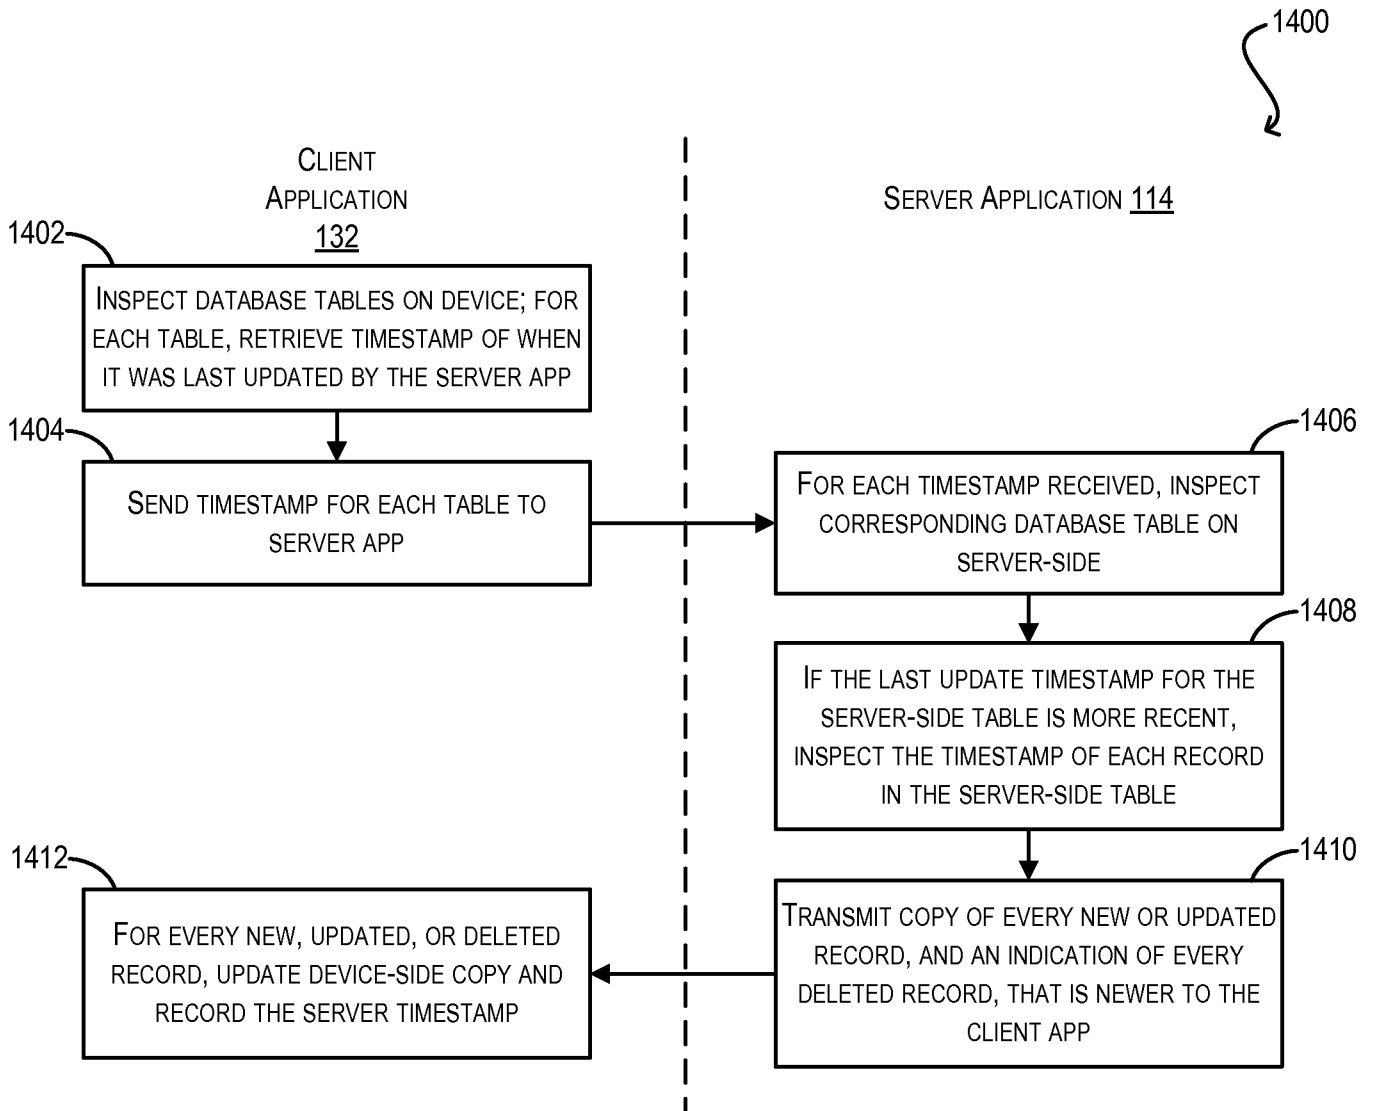 1400
CLIENT
APPLICATION
132
SERVER APPLICATION 114
1402
INSPECT DATABASE TABLES ON DEVICE; FOR
EACH TABLE, RETRIEVE TIMESTAMP OF WHEN
IT WAS LAST UPDATED BY THE SERVER APP
1404
SEND TIMESTAMP FOR EACH TABLE TO
SERVER APP
1406
FOR EACH TIMESTAMP RECEIVED, INSPECT
CORRESPONDING DATABASE TABLE ON
SERVER-SIDE
1408
IF THE LAST UPDATE TIMESTAMP FOR THE
SERVER-SIDE TABLE IS MORE RECENT,
INSPECT THE TIMESTAMP OF EACH RECORD
IN THE SERVER-SIDE TABLE
1410
TRANSMIT COPY OF EVERY NEW OR UPDATED
RECORD, AND AN INDICATION OF EVERY
DELETED RECORD, THAT IS NEWER TO THE
CLIENT APP
1412
FOR EVERY NEW, UPDATED, OR DELETED
RECORD, UPDATE DEVICE-SIDE COPY AND
RECORD THE SERVER TIMESTAMP